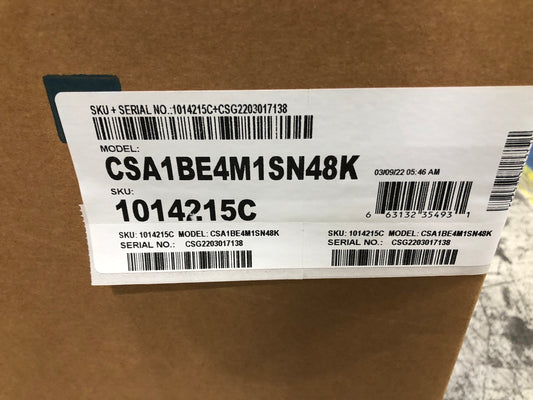 SKU + SERIAL NO.:1014215C+CSG2203017138
MODEL:
CSA1BE4M1SN48K
03/09/22 05:46 AM
SKU:
1014215C
6 63132 35493 1
SKU: 1014215C MODEL: CSA1BE4M1SN48K
SERIAL NO.: CSG2203017138
SKU: 1014215C MODEL: CSA1BE4M1SN48K
SERIAL NO.: CSG2203017138